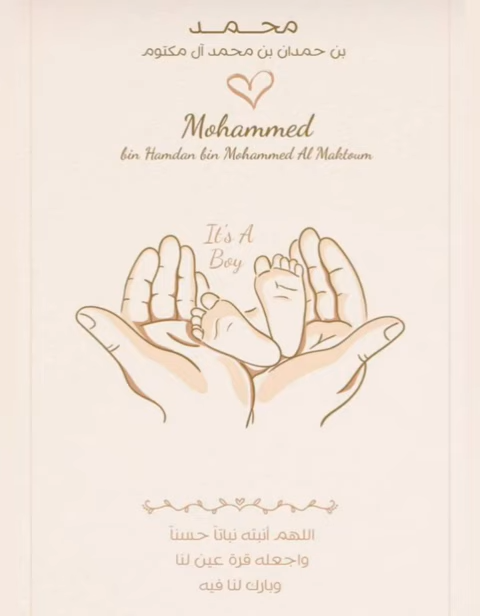 محـــمـــد
بن حمدان بن محمد آل مكتوم
Mohammed
bin Hamdan bin Mohammed Al Maktoum
It's A
Boy
اللهم أنبته نباتاً حسناً
واجعله قرة عين لنا
وبارك لنا فيه